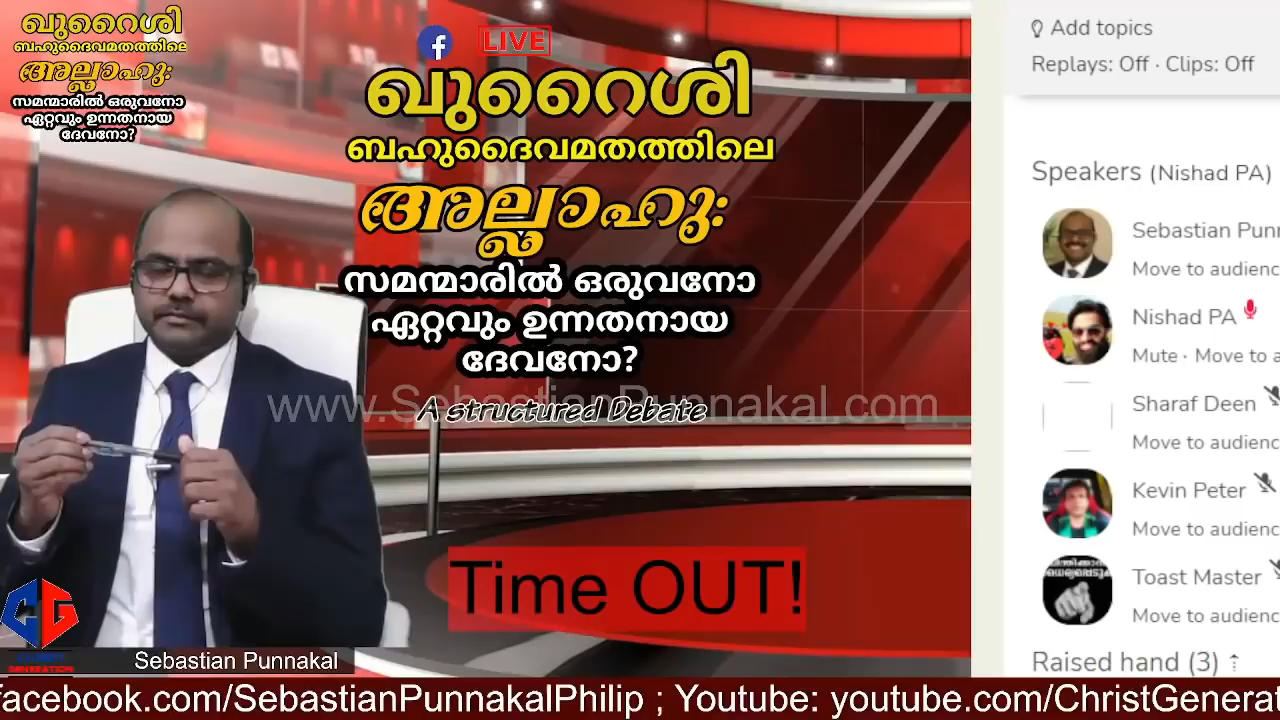 ഖുറൈശി
ബഹുദൈവമതത്തിലെ
അല്ലാഹു:
സമന്മാരിൽ ഒരുവനോ
ഏറ്റവും ഉന്നതനായ
ദേവനോ?
LIVE
ഖുറൈശി
ബഹുദൈവമതത്തിലെ
അല്ലാഹു:
സമന്മാരിൽ ഒരുവനോ
ഏറ്റവും ഉന്നതനായ
ദേവനോ?
www.SebastianPunnakal.com
A structured Debate
Time OUT!
CG
GENERATION
Sebastian Punnakal
facebook.com/SebastianPunnakalPhilip ; Youtube: youtube.com/ChristGenerat
Add topics
Replays: Off · Clips: Off
Speakers (Nishad PA)
Sebastian Punn
Move to audienc
Nishad PA
Mute · Move to a
Sharaf Deen
Move to audienc
Kevin Peter
Move to audienc
Toast Master
Move to audienc
Raised hand (3)